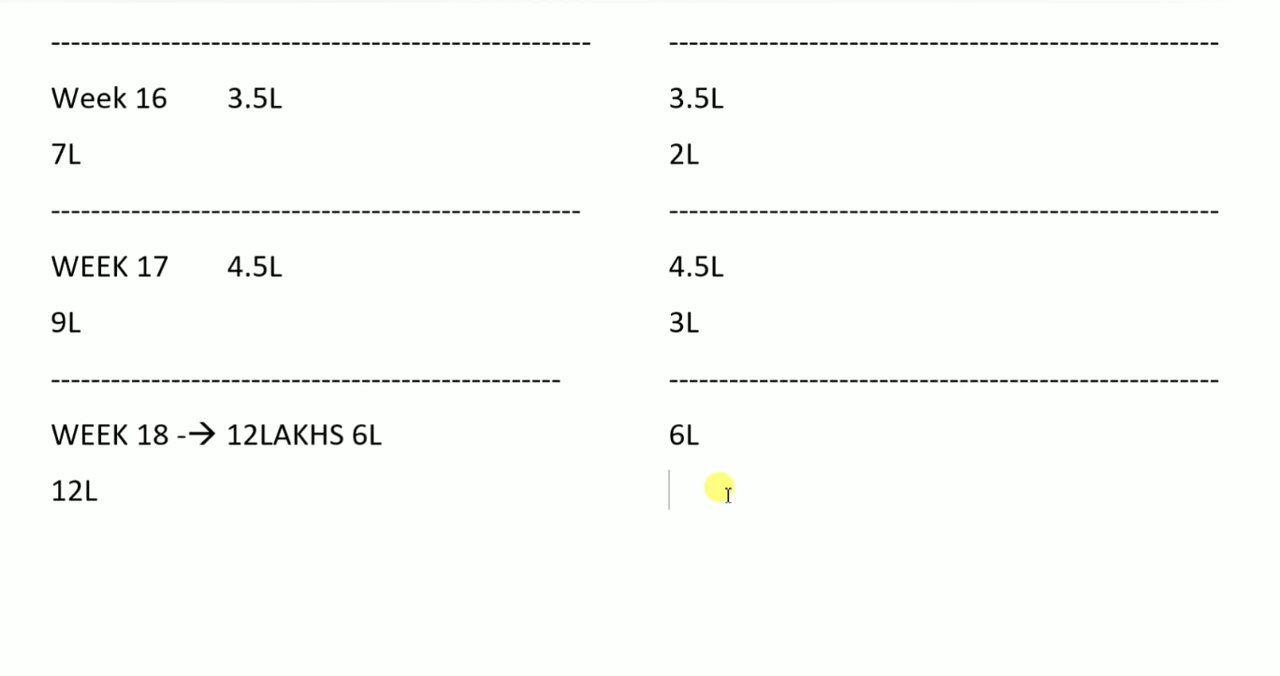 ------------------------------------------------------
Week 16 3.5L
7L
-----------------------------------------------------
WEEK 17 4.5L
9L
---------------------------------------------------
WEEK 18 -→ 12LAKHS 6L
12L
-------------------------------------------------------
3.5L
2L
-------------------------------------------------------
4.5L
3L
-------------------------------------------------------
6L